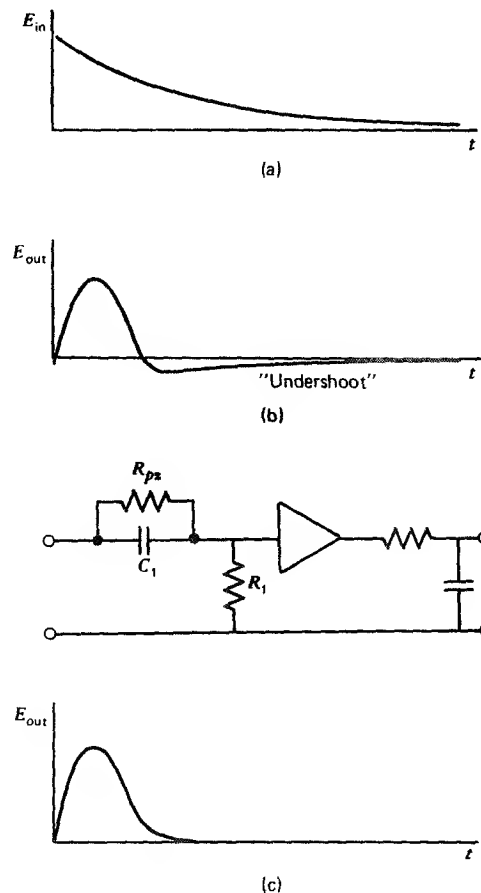 E_in
t
(a)
E_out
t
"Undershoot"
(b)
R_pz
C_1
R_1
E_out
t
(c)